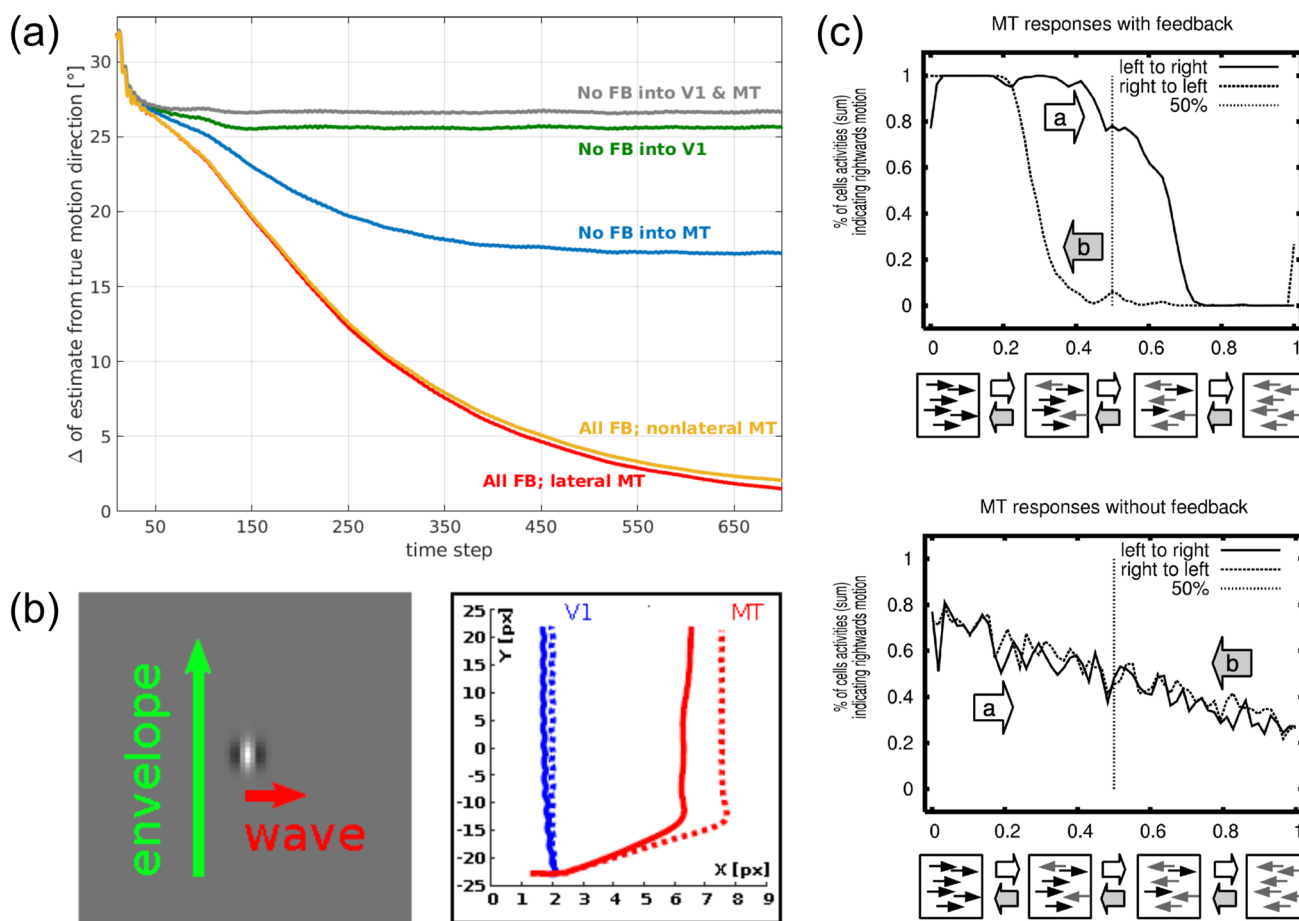 (a)
Δ of estimate from true motion direction [°]
30
25
20
15
10
5
0
No FB into V1 & MT
No FB into V1
No FB into MT
All FB; nonlateral MT
All FB; lateral MT
50 150 250 350 450 550 650
time step
(b)
envelope
wave
25
20
15
10
5
0
-5
-10
-15
-20
-25
Y [px]
V1 MT
X [px]
0 1 2 3 4 5 6 7 8 9
(c)
MT responses with feedback
% of cells activities (sum)
indicating rightwards motion
1
0.8
0.6
0.4
0.2
0
left to right
right to left
50%
a
b
0 0.2 0.4 0.6 0.8 1
MT responses without feedback
% of cells activities (sum)
indicating rightwards motion
1
0.8
0.6
0.4
0.2
0
left to right
right to left
50%
b
a
0 0.2 0.4 0.6 0.8 1